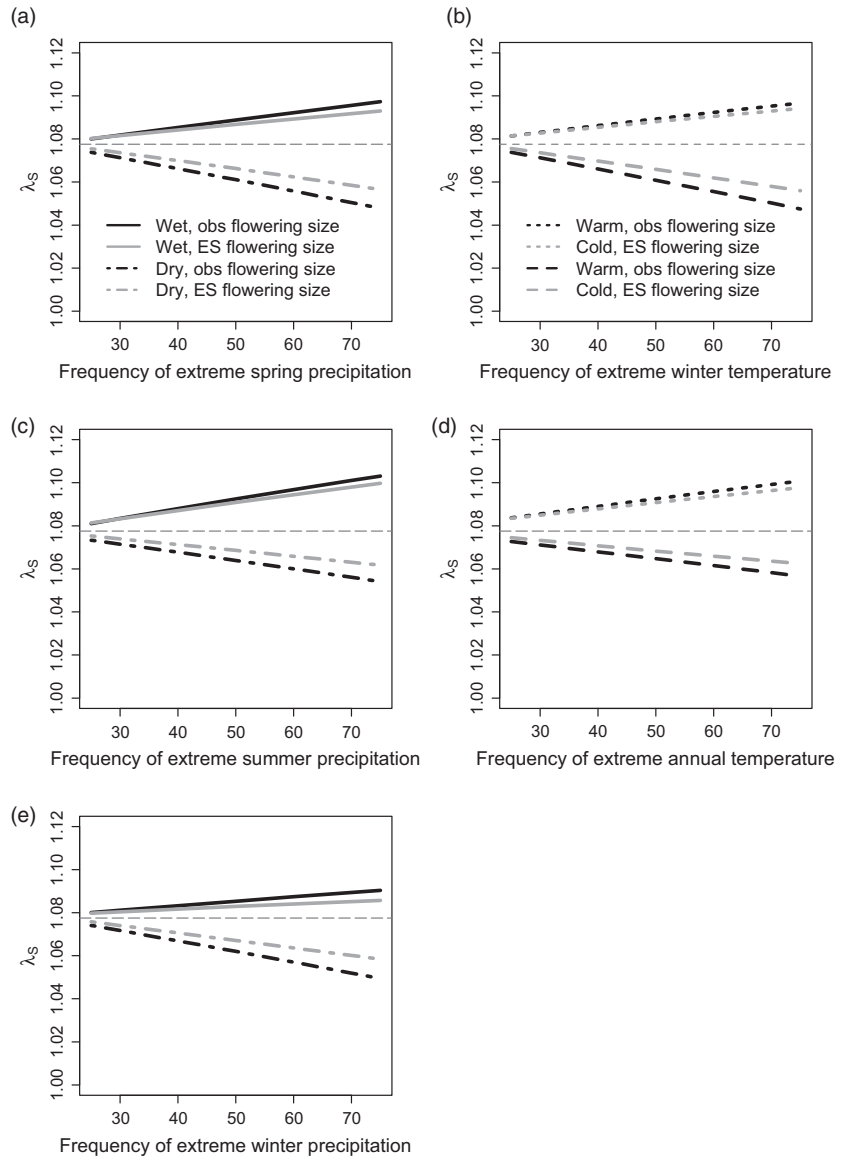 (a)
1.12
1.10
1.08
1.06
1.04
1.02
1.00
λS
Wet, obs flowering size
Wet, ES flowering size
Dry, obs flowering size
Dry, ES flowering size
30 40 50 60 70
Frequency of extreme spring precipitation
(b)
1.12
1.10
1.08
1.06
1.04
1.02
1.00
λS
Warm, obs flowering size
Cold, ES flowering size
Warm, obs flowering size
Cold, ES flowering size
30 40 50 60 70
Frequency of extreme winter temperature
(c)
1.12
1.10
1.08
1.06
1.04
1.02
1.00
λS
30 40 50 60 70
Frequency of extreme summer precipitation
(d)
1.12
1.10
1.08
1.06
1.04
1.02
1.00
λS
30 40 50 60 70
Frequency of extreme annual temperature
(e)
1.12
1.10
1.08
1.06
1.04
1.02
1.00
λS
30 40 50 60 70
Frequency of extreme winter precipitation